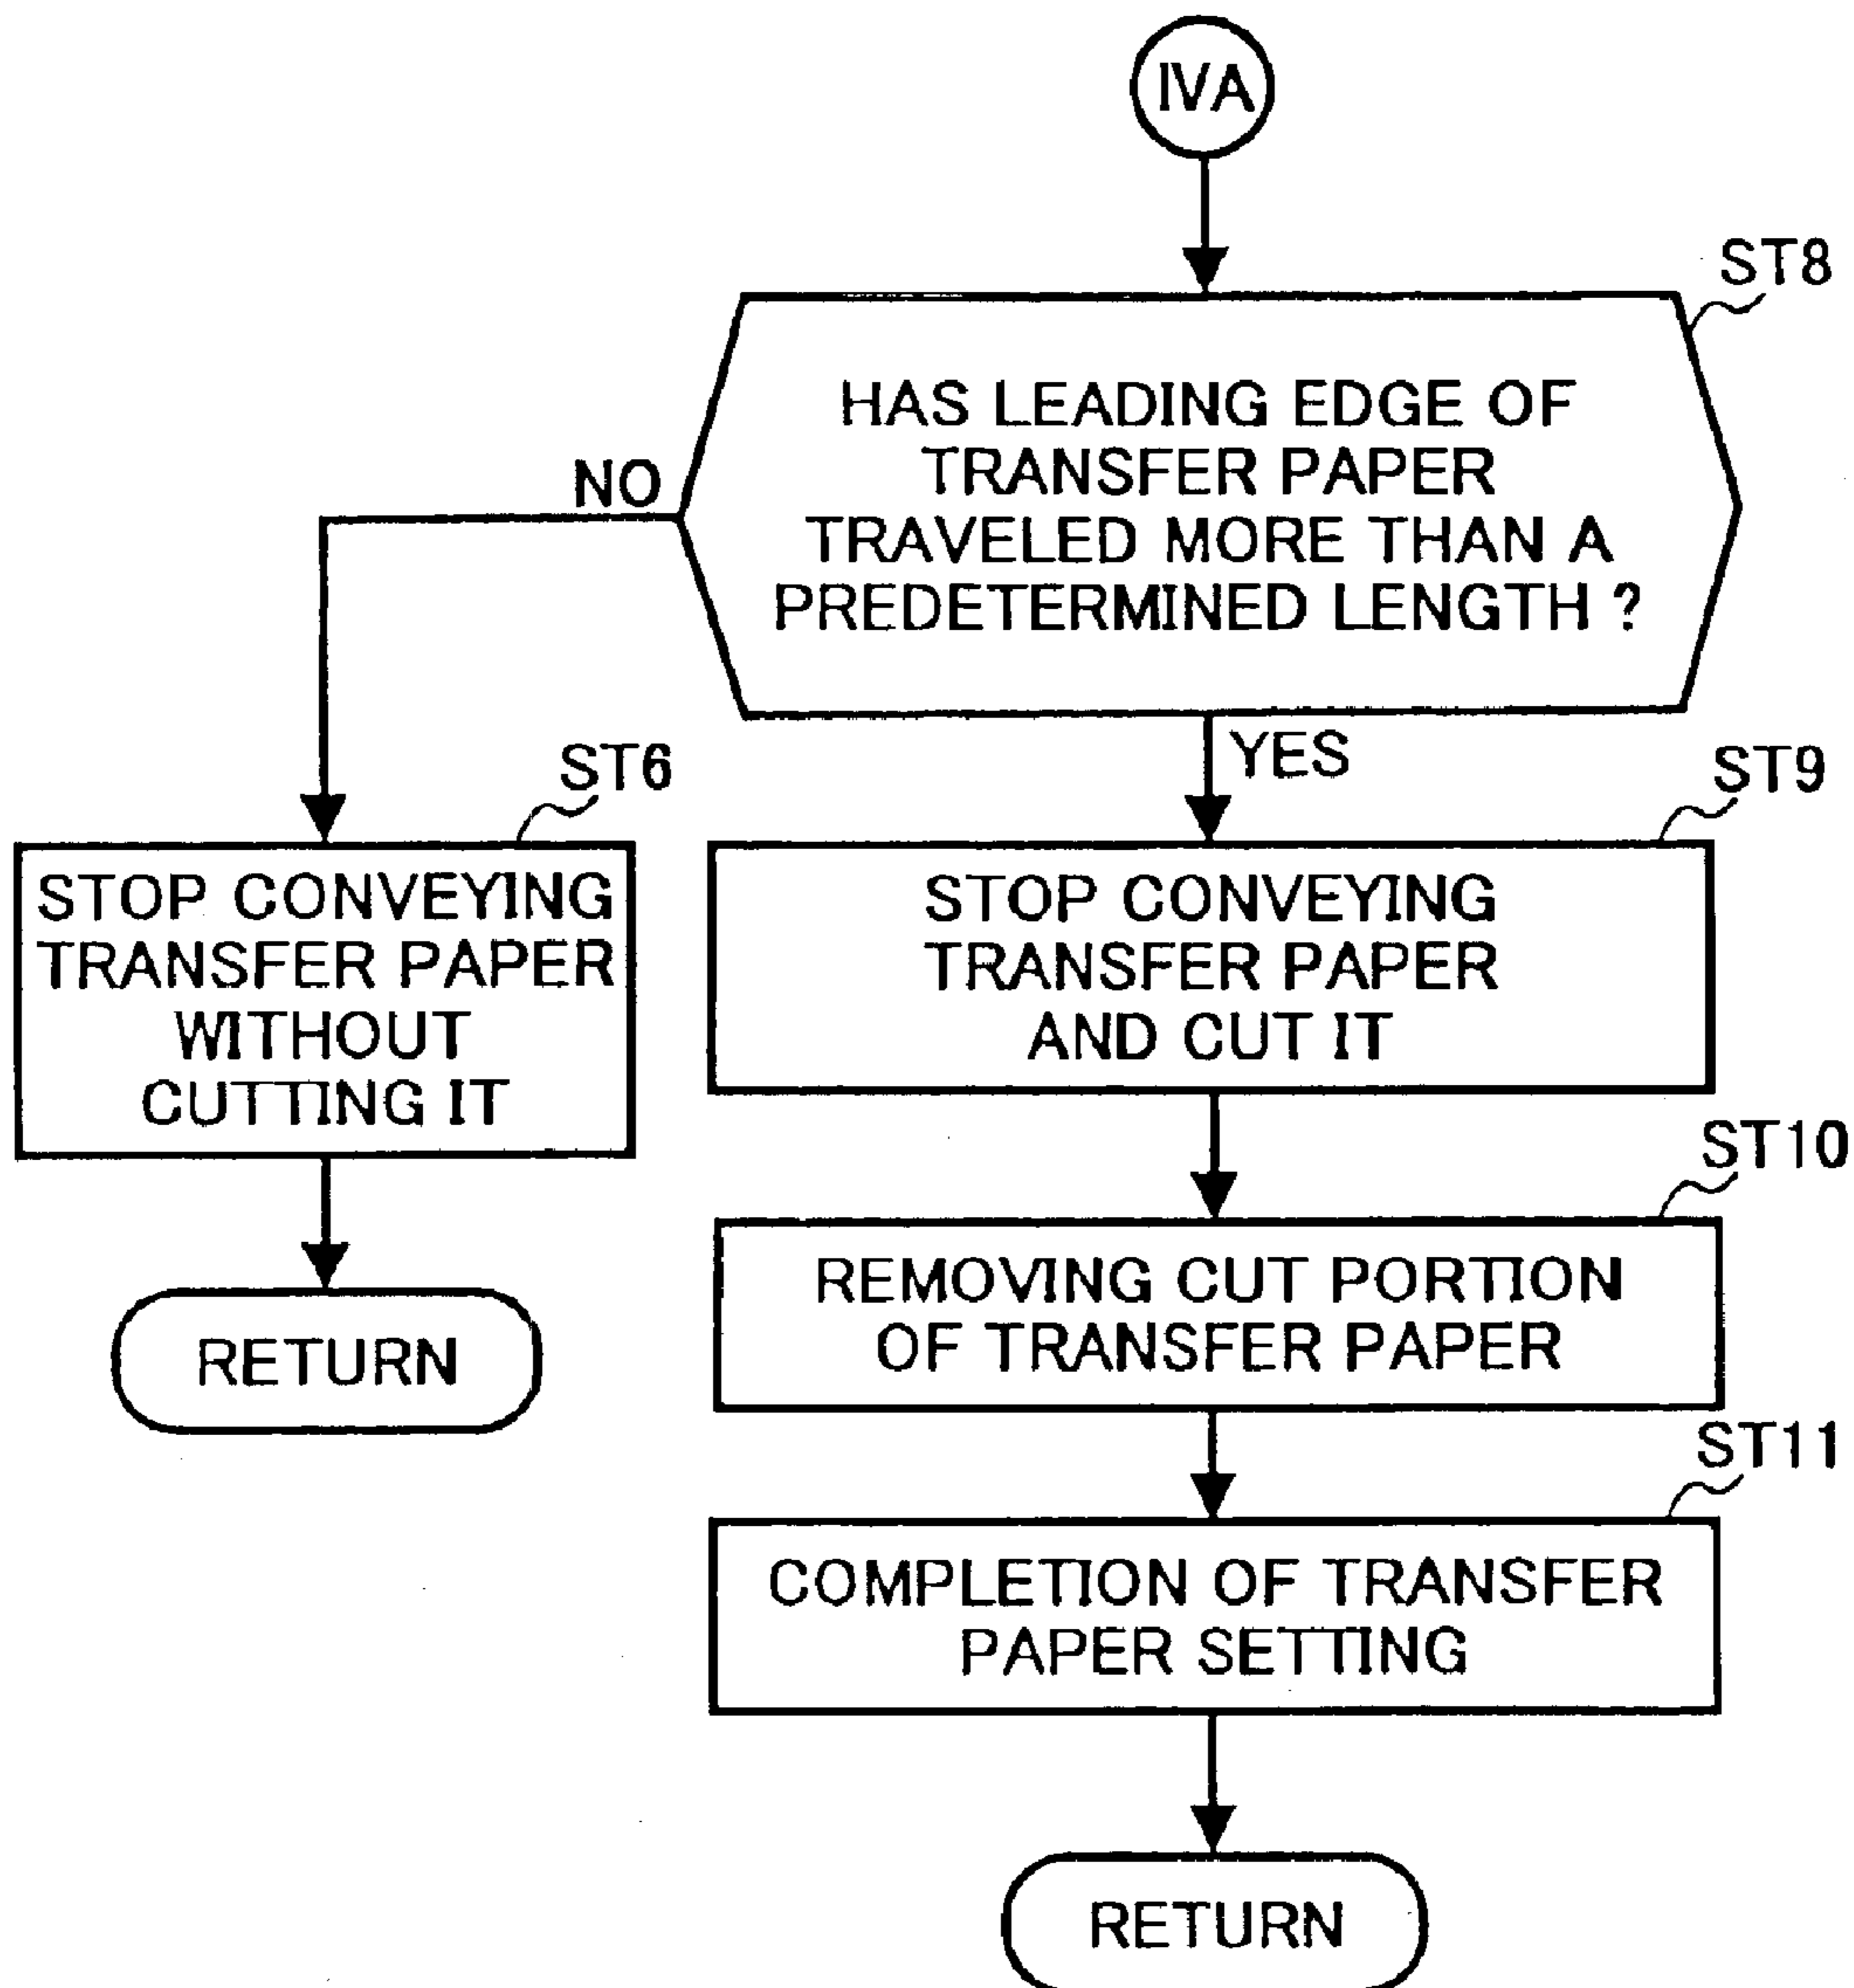 IVA
ST8
HAS LEADING EDGE OF
TRANSFER PAPER
TRAVELED MORE THAN A
PREDETERMINED LENGTH ?
NO
YES
ST6
STOP CONVEYING
TRANSFER PAPER
WITHOUT
CUTTING IT
RETURN
ST9
STOP CONVEYING
TRANSFER PAPER
AND CUT IT
ST10
REMOVING CUT PORTION
OF TRANSFER PAPER
ST11
COMPLETION OF TRANSFER
PAPER SETTING
RETURN